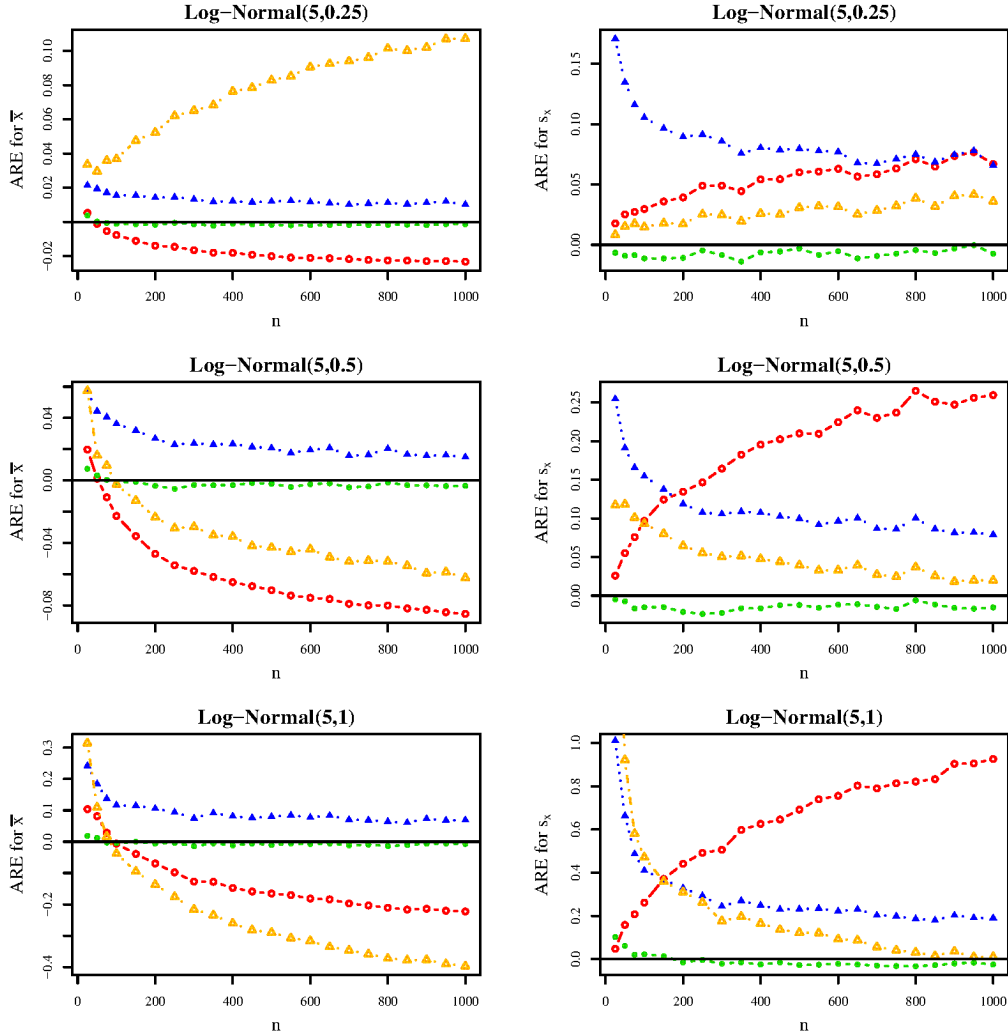 Log−Normal(5,0.25)
ARE for x̅
−0.02 0.02 0.04 0.06 0.08 0.10
0 200 400 600 800 1000
n
Log−Normal(5,0.25)
ARE for sₓ
0.00 0.05 0.10 0.15
0 200 400 600 800 1000
n
Log−Normal(5,0.5)
ARE for x̅
−0.08 −0.04 0.00 0.04
0 200 400 600 800 1000
n
Log−Normal(5,0.5)
ARE for sₓ
0.00 0.05 0.10 0.15 0.20 0.25
0 200 400 600 800 1000
n
Log−Normal(5,1)
ARE for x̅
−0.4 −0.2 0.0 0.1 0.2 0.3
0 200 400 600 800 1000
n
Log−Normal(5,1)
ARE for sₓ
0.0 0.2 0.4 0.6 0.8 1.0
0 200 400 600 800 1000
n